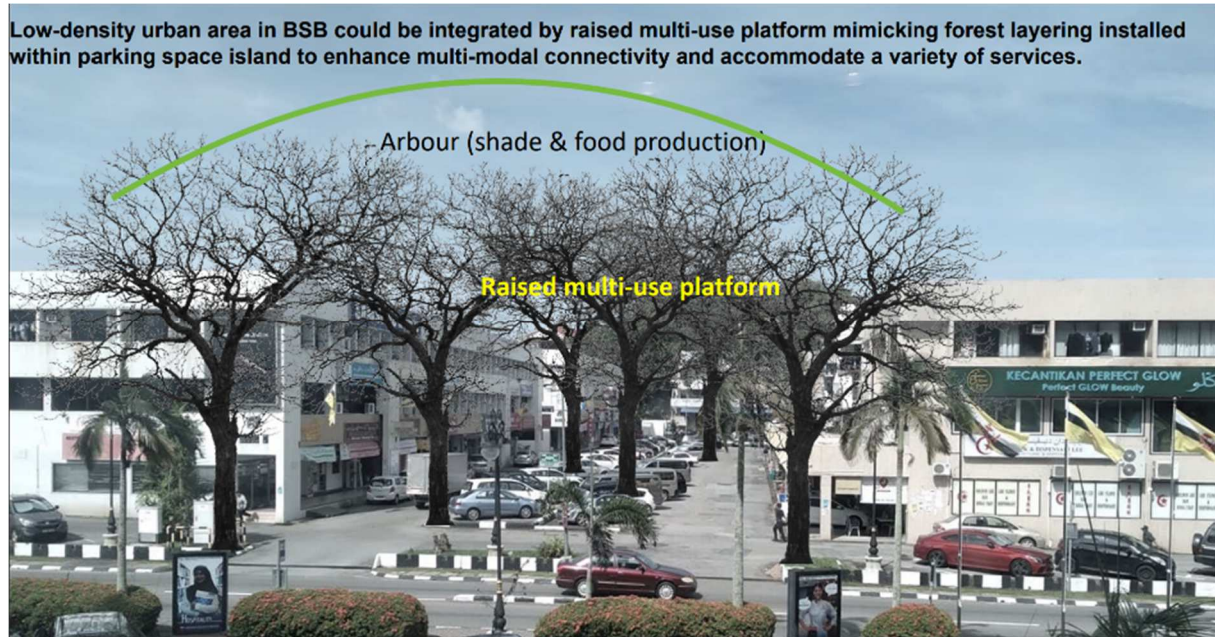 Low-density urban area in BSB could be integrated by raised multi-use platform mimicking forest layering installed
within parking space island to enhance multi-modal connectivity and accommodate a variety of services.
Arbour (shade & food production)
Raised multi-use platform
KECANTIKAN PERFECT GLOW
Perfect GLOW Beauty